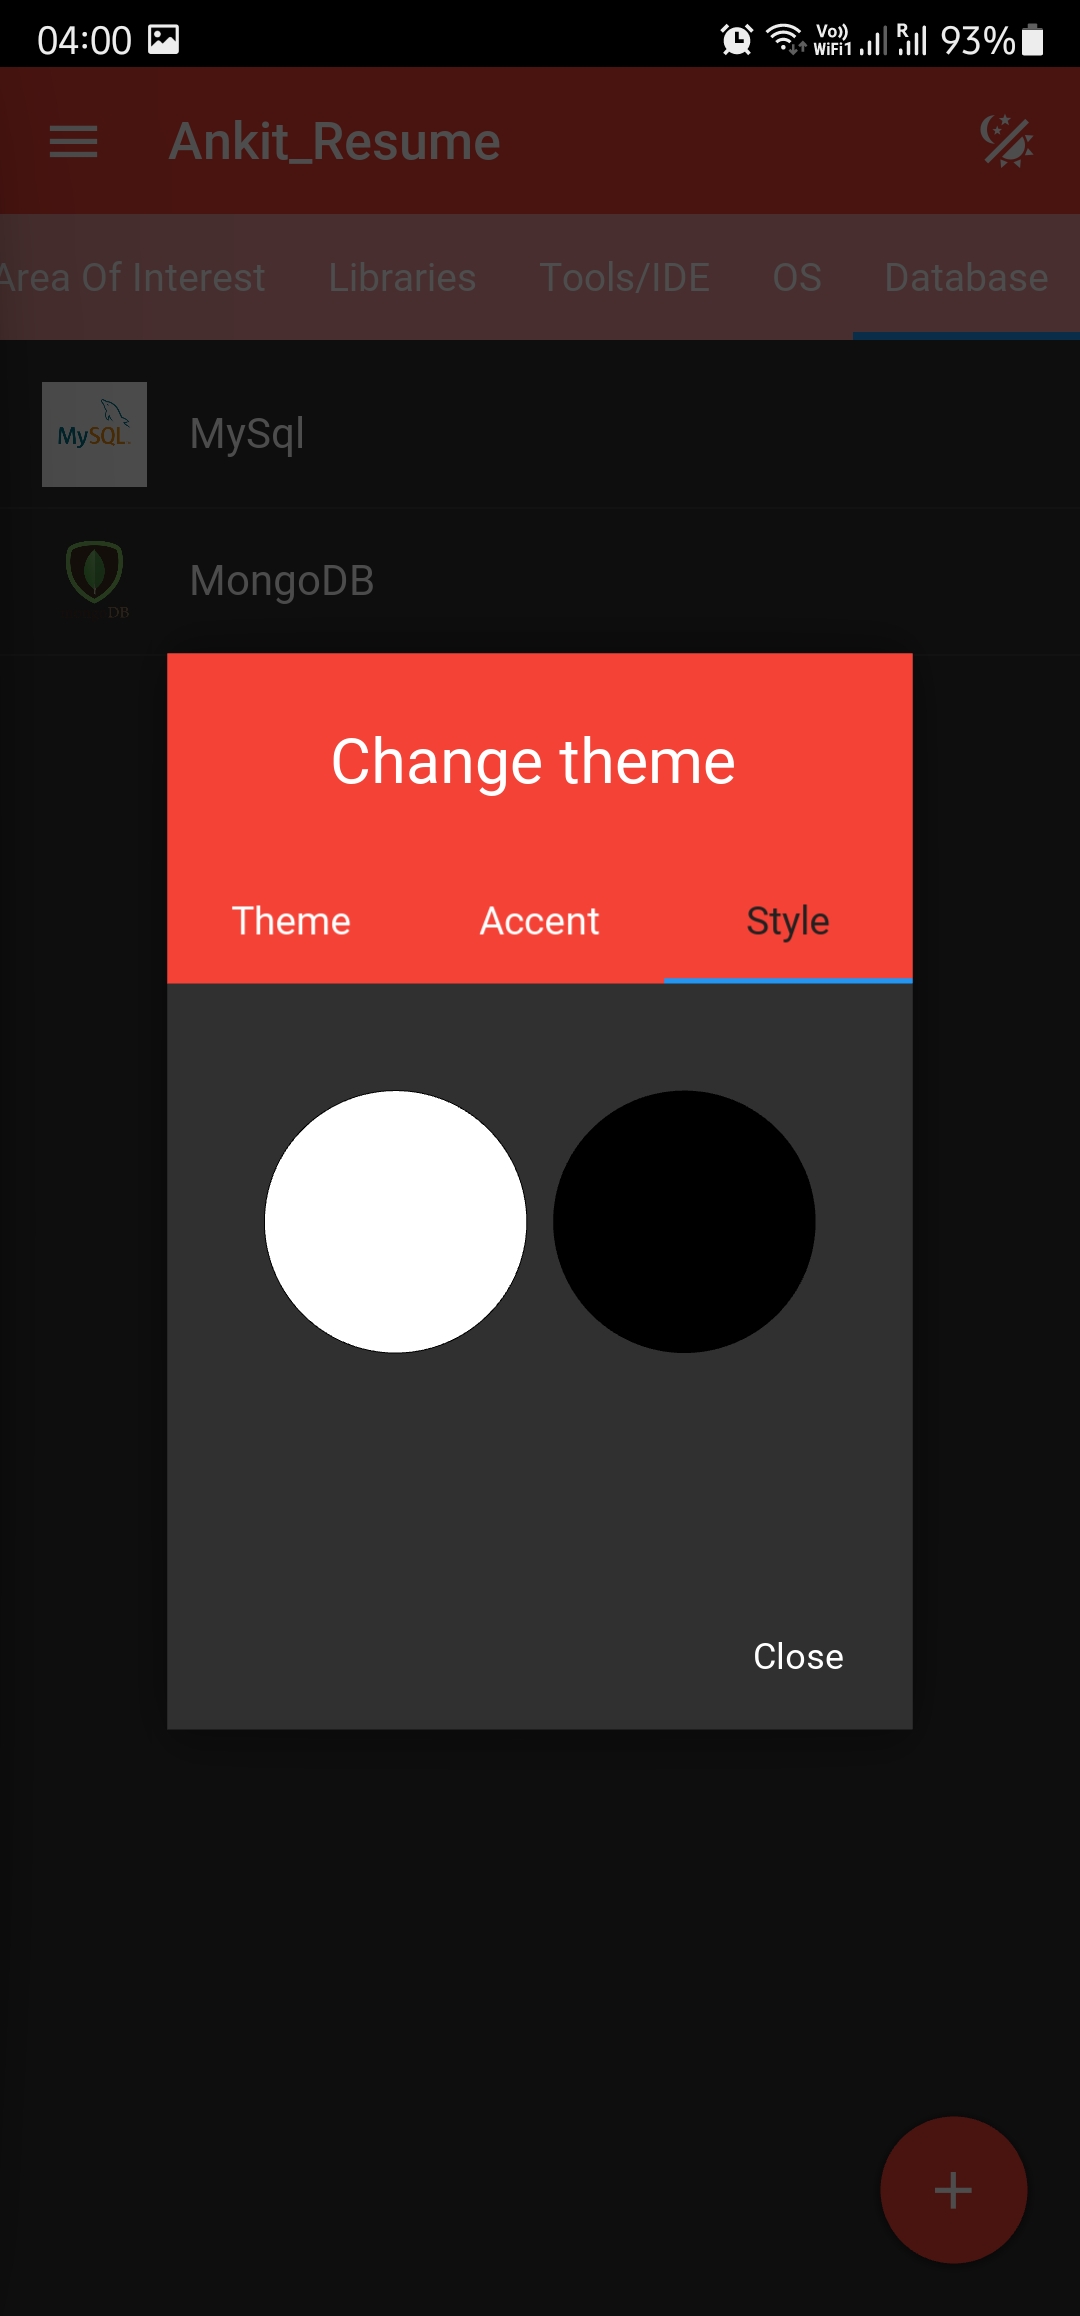 04:00 Vo)) WiFi1 R 93%
Ankit_Resume
Area Of Interest Libraries Tools/IDE OS Database
MySQL. MySql
DB MongoDB
Change theme
Theme Accent Style
Close
+